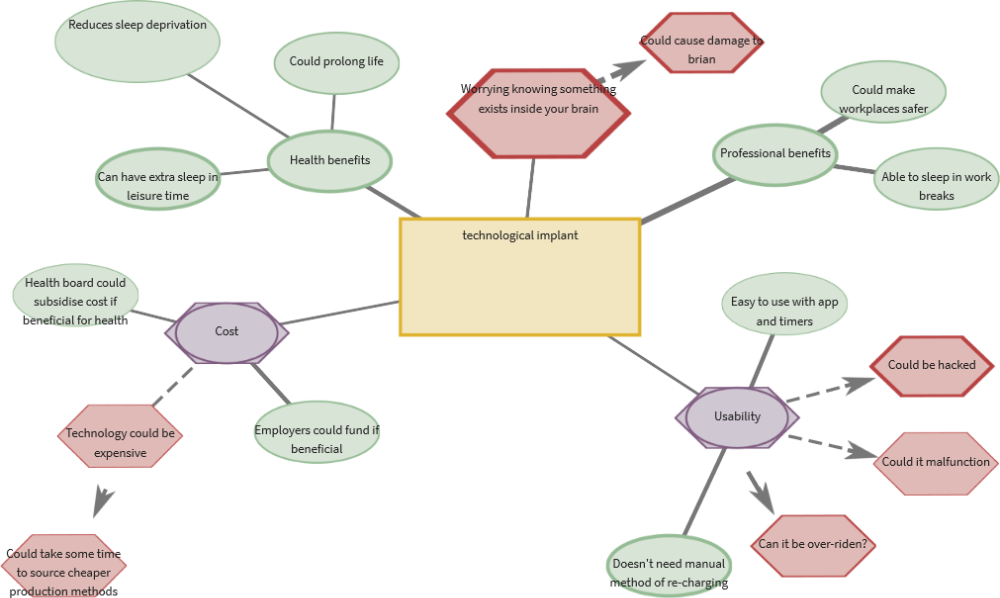 Reduces sleep deprivation
Could prolong life
Could cause damage to
brian
Worrying knowing something
exists inside your brain
Could make
workplaces safer
Health benefits
Professional benefits
Can have extra sleep in
leisure time
Able to sleep in work
breaks
technological implant
Health board could
subsidise cost if
beneficial for health
Cost
Easy to use with app
and timers
Could be hacked
Usability
Technology could be
expensive
Employers could fund if
beneficial
Could it malfunction
Can it be over-riden?
Could take some time
to source cheaper
production methods
Doesn't need manual
method of re-charging